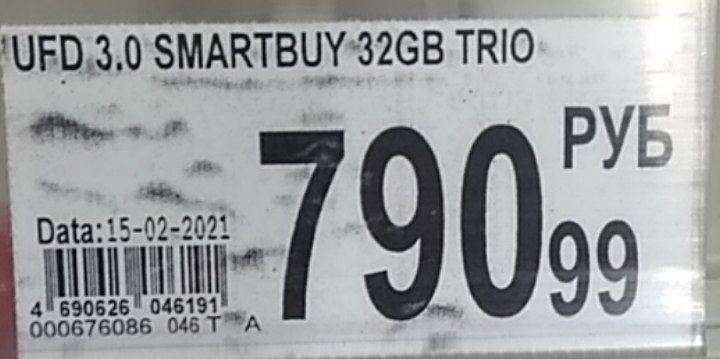 UFD 3.0 SMARTBUY 32GB TRIO
790 99 РУБ
Data:15-02-2021
4 690626 046191
000676086 046 T A